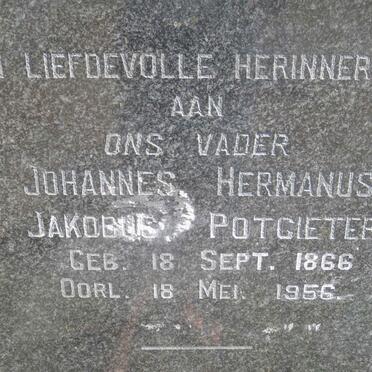 LIEFDEVOLLE HERINNER
AAN
ONS VADER
JOHANNES HERMANUS
JAKOBUS POTGIETER
GEB. 18 SEPT. 1866
OORL. 18 MEI. 1956.